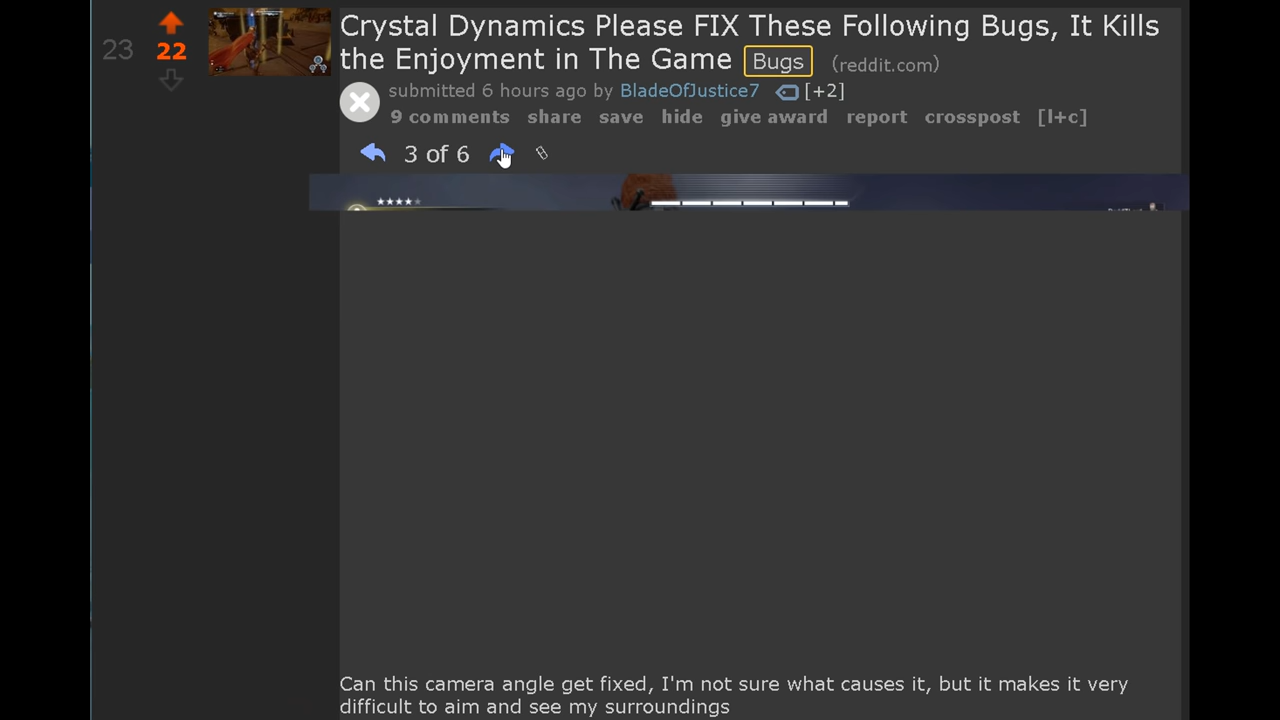 23
22
Crystal Dynamics Please FIX These Following Bugs, It Kills
the Enjoyment in The Game Bugs (reddit.com)
submitted 6 hours ago by BladeOfJustice7 [+2]
9 comments share save hide give award report crosspost [l+c]
3 of 6
Can this camera angle get fixed, I'm not sure what causes it, but it makes it very
difficult to aim and see my surroundings